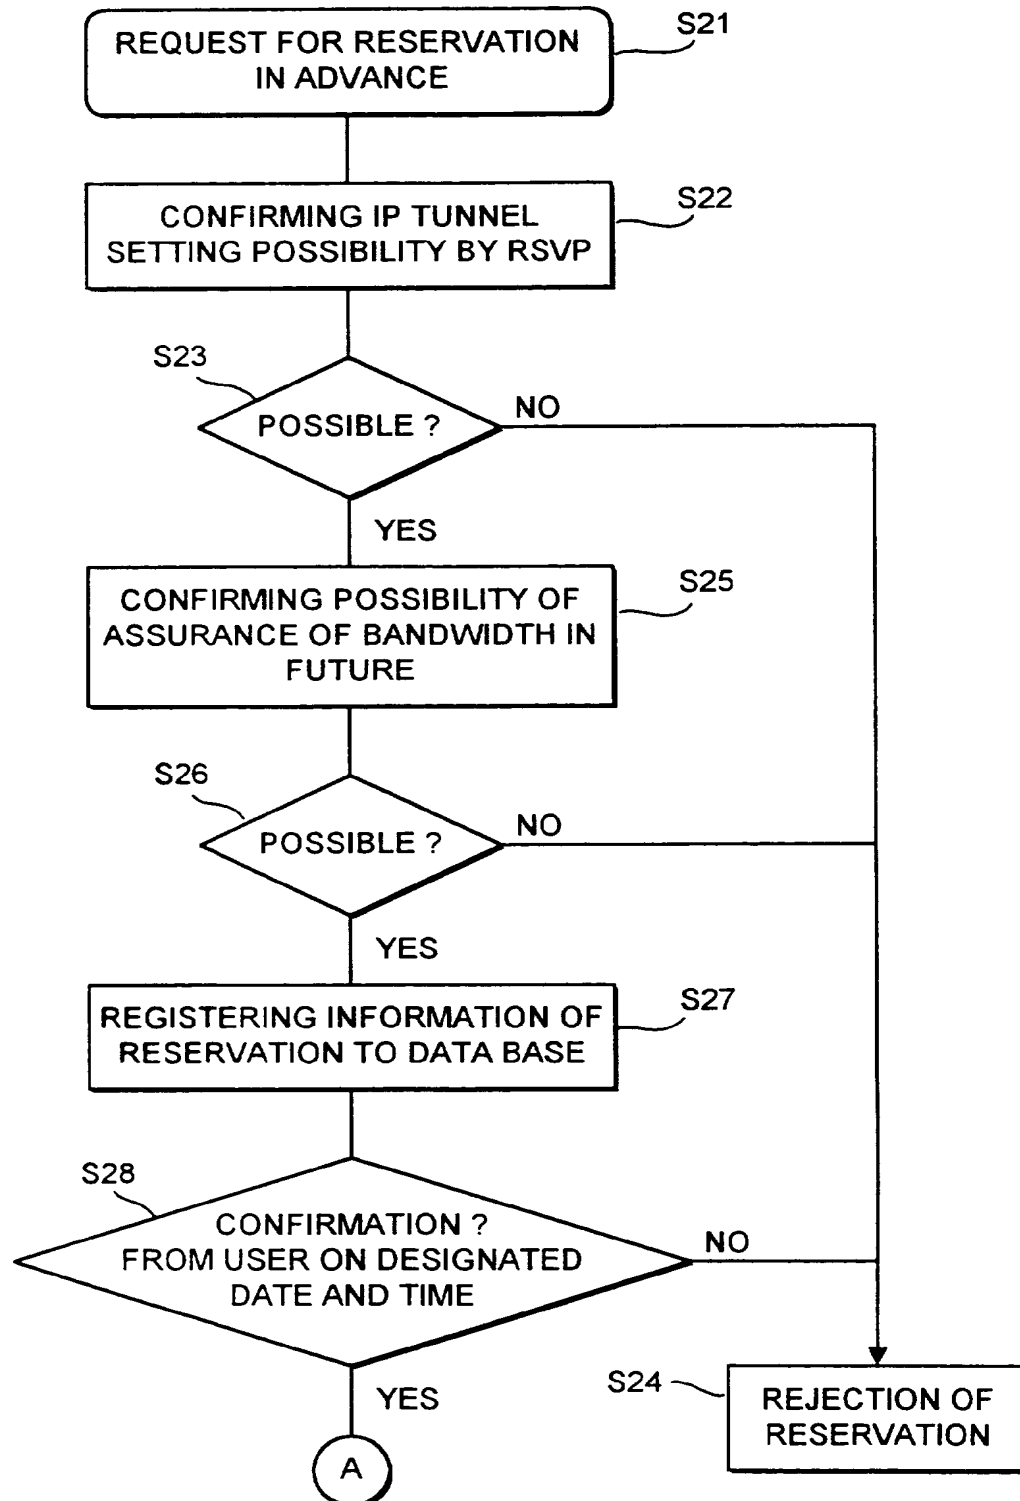 REQUEST FOR RESERVATION
IN ADVANCE
S21
CONFIRMING IP TUNNEL
SETTING POSSIBILITY BY RSVP
S22
S23
POSSIBLE ?
NO
YES
CONFIRMING POSSIBILITY OF
ASSURANCE OF BANDWIDTH IN
FUTURE
S25
S26
POSSIBLE ?
NO
YES
REGISTERING INFORMATION OF
RESERVATION TO DATA BASE
S27
S28
CONFIRMATION ?
FROM USER ON DESIGNATED
DATE AND TIME
NO
YES
S24
REJECTION OF
RESERVATION
A